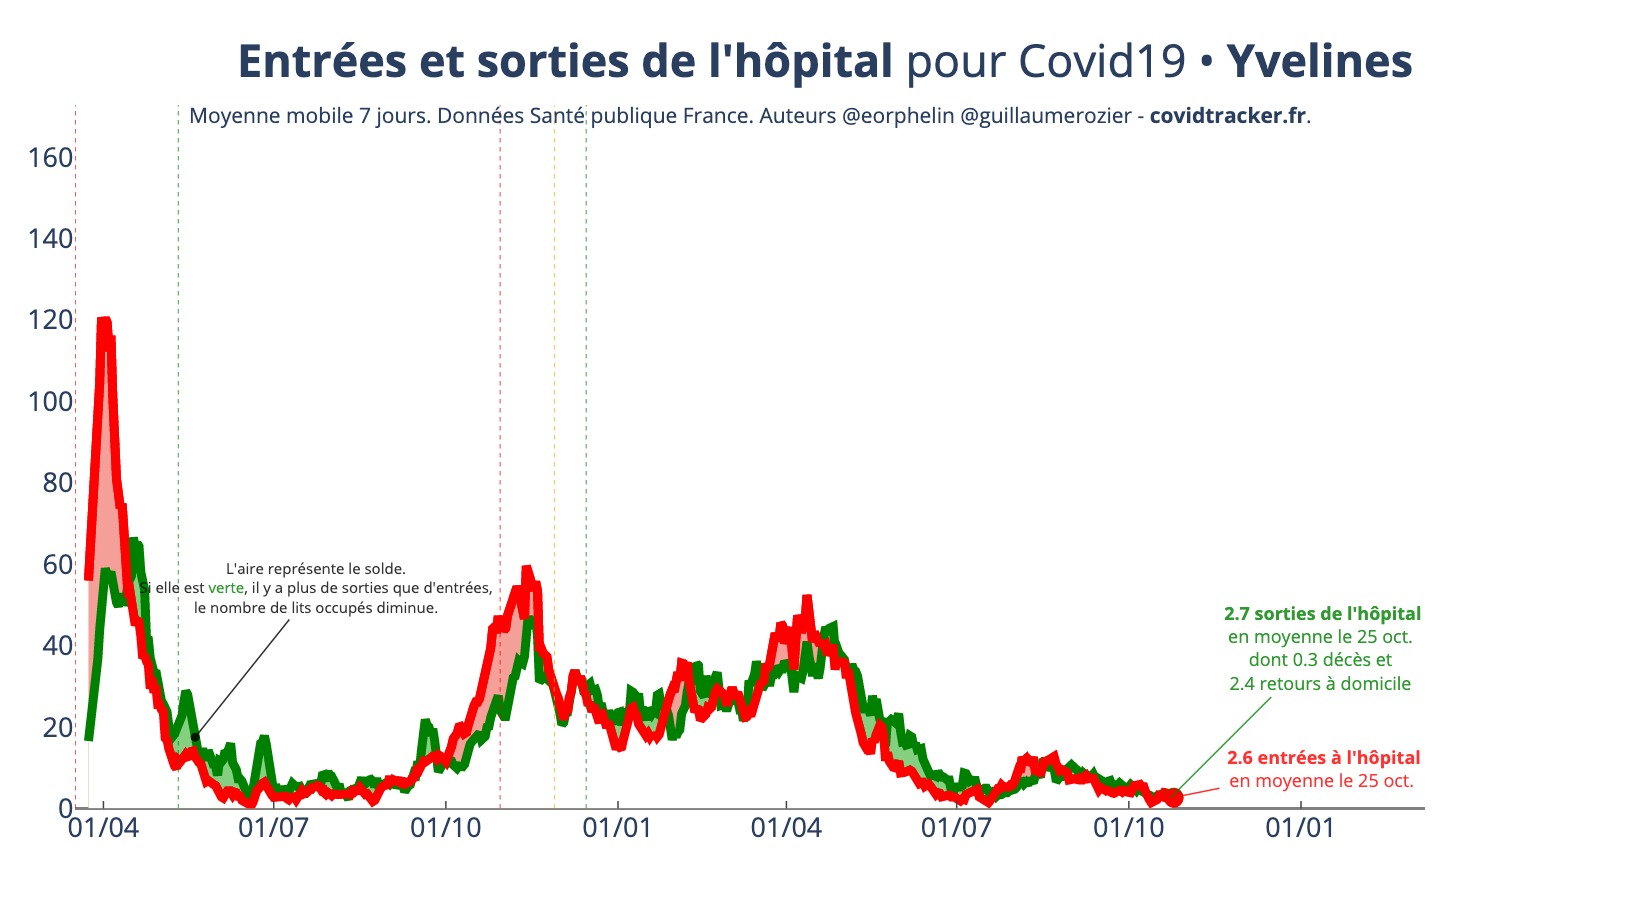 Entrées et sorties de l'hôpital pour Covid19 • Yvelines
Moyenne mobile 7 jours. Données Santé publique France. Auteurs @eorphelin @guillaumerozier - covidtracker.fr.
160
140
120
100
80
60
40
20
0
L'aire représente le solde.
Si elle est verte, il y a plus de sorties que d'entrées,
le nombre de lits occupés diminue.
2.7 sorties de l'hôpital
en moyenne le 25 oct.
dont 0.3 décès et
2.4 retours à domicile
2.6 entrées à l'hôpital
en moyenne le 25 oct.
01/04 01/07 01/10 01/01 01/04 01/07 01/10 01/01